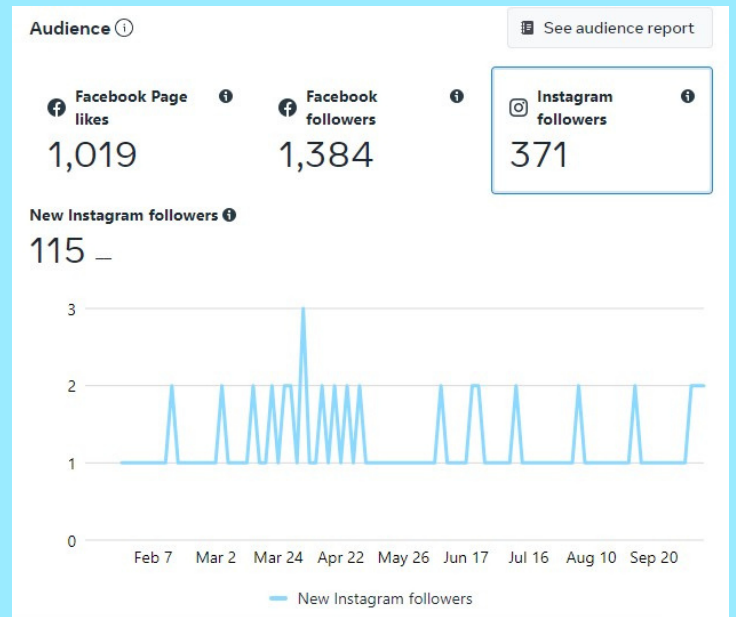 Audience
See audience report
Facebook Page likes
1,019
Facebook followers
1,384
Instagram followers
371
New Instagram followers
115 –
3
2
1
0
Feb 7 Mar 2 Mar 24 Apr 22 May 26 Jun 17 Jul 16 Aug 10 Sep 20
New Instagram followers